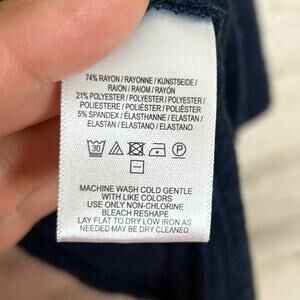 74% RAYON / RAYONNE / KUNSTSEIDE /
RAION / RAIOM / RAYÓN
21% POLYESTER / POLYESTER / POLYESTER /
POLIESTERE / POLIÉSTER / POLIÉSTER
5% SPANDEX / ÉLASTHANNE / ELASTAN /
ELASTAN / ELASTANO / ELASTANO
30 P
MACHINE WASH COLD GENTLE
WITH LIKE COLORS
USE ONLY NON-CHLORINE
BLEACH RESHAPE
LAY FLAT TO DRY LOW IRON AS
NEEDED MAY BE DRY CLEANED